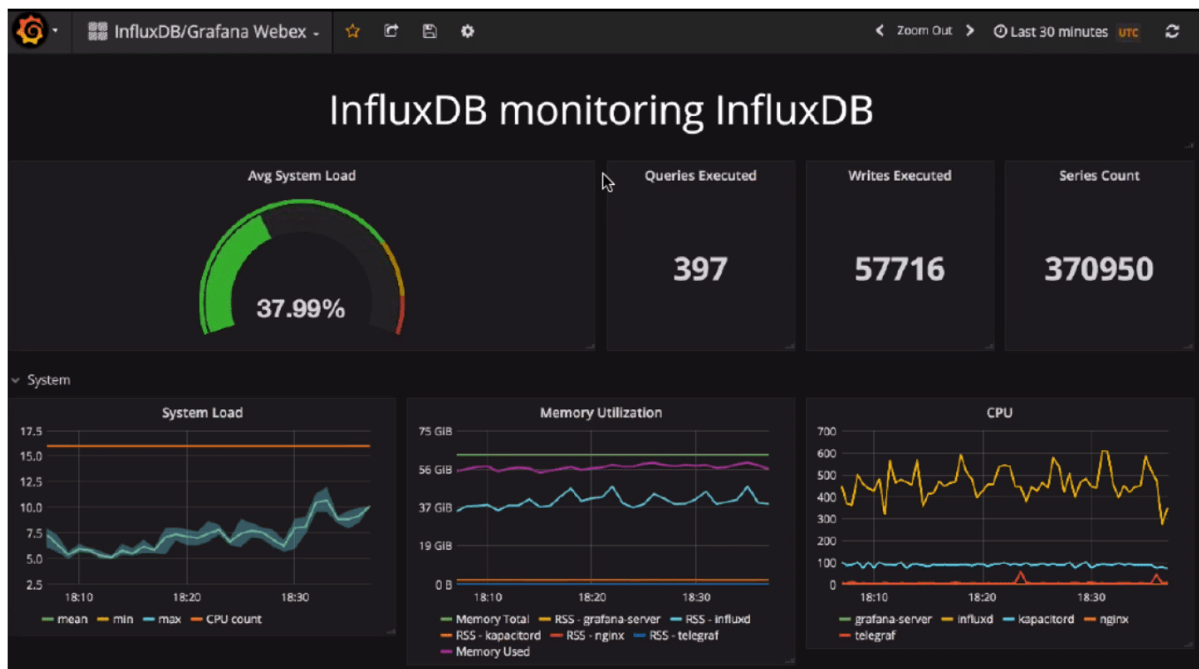 InfluxDB/Grafana Webex
Zoom Out
Last 30 minutes UTC
InfluxDB monitoring InfluxDB
Avg System Load
37.99%
Queries Executed
397
Writes Executed
57716
Series Count
370950
System
System Load
17.5
15.0
12.5
10.0
7.5
5.0
2.5
18:10 18:20 18:30
mean min max CPU count
Memory Utilization
75 GiB
56 GiB
37 GiB
19 GiB
0 B
18:10 18:20 18:30
Memory Total RSS - grafana-server RSS - influxd
RSS - kapacitord RSS - nginx RSS - telegraf
Memory Used
CPU
700
600
500
400
300
200
100
0
18:10 18:20 18:30
grafana-server influxd kapacitord nginx
telegraf